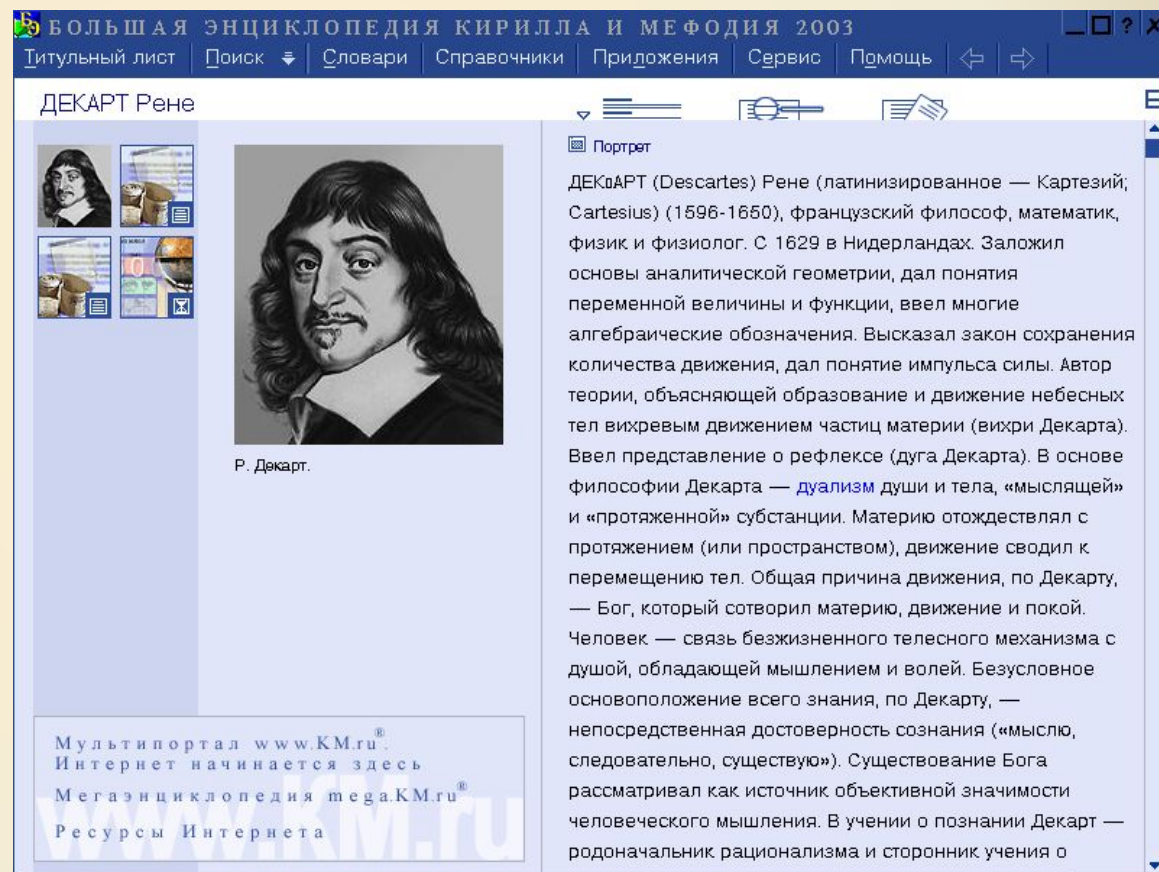 БОЛЬШАЯ ЭНЦИКЛОПЕДИЯ КИРИЛЛА И МЕФОДИЯ 2003
Титульный лист Поиск Словари Справочники Приложения Сервис Помощь
ДЕКАРТ Рене
Р. Декарт.
Мультипортал www.KM.ru®.
Интернет начинается здесь
Мегаэнциклопедия mega.KM.ru®
Ресурсы Интернета
www.KM.ru
Портрет
ДЕК¤АРТ (Descartes) Рене (латинизированное — Картезий;
Cartesius) (1596-1650), французский философ, математик,
физик и физиолог. С 1629 в Нидерландах. Заложил
основы аналитической геометрии, дал понятия
переменной величины и функции, ввел многие
алгебраические обозначения. Высказал закон сохранения
количества движения, дал понятие импульса силы. Автор
теории, объясняющей образование и движение небесных
тел вихревым движением частиц материи (вихри Декарта).
Ввел представление о рефлексе (дуга Декарта). В основе
философии Декарта — дуализм души и тела, «мыслящей»
и «протяженной» субстанции. Материю отождествлял с
протяжением (или пространством), движение сводил к
перемещению тел. Общая причина движения, по Декарту,
— Бог, который сотворил материю, движение и покой.
Человек — связь безжизненного телесного механизма с
душой, обладающей мышлением и волей. Безусловное
основоположение всего знания, по Декарту, —
непосредственная достоверность сознания («мыслю,
следовательно, существую»). Существование Бога
рассматривал как источник объективной значимости
человеческого мышления. В учении о познании Декарт —
родоначальник рационализма и сторонник учения о